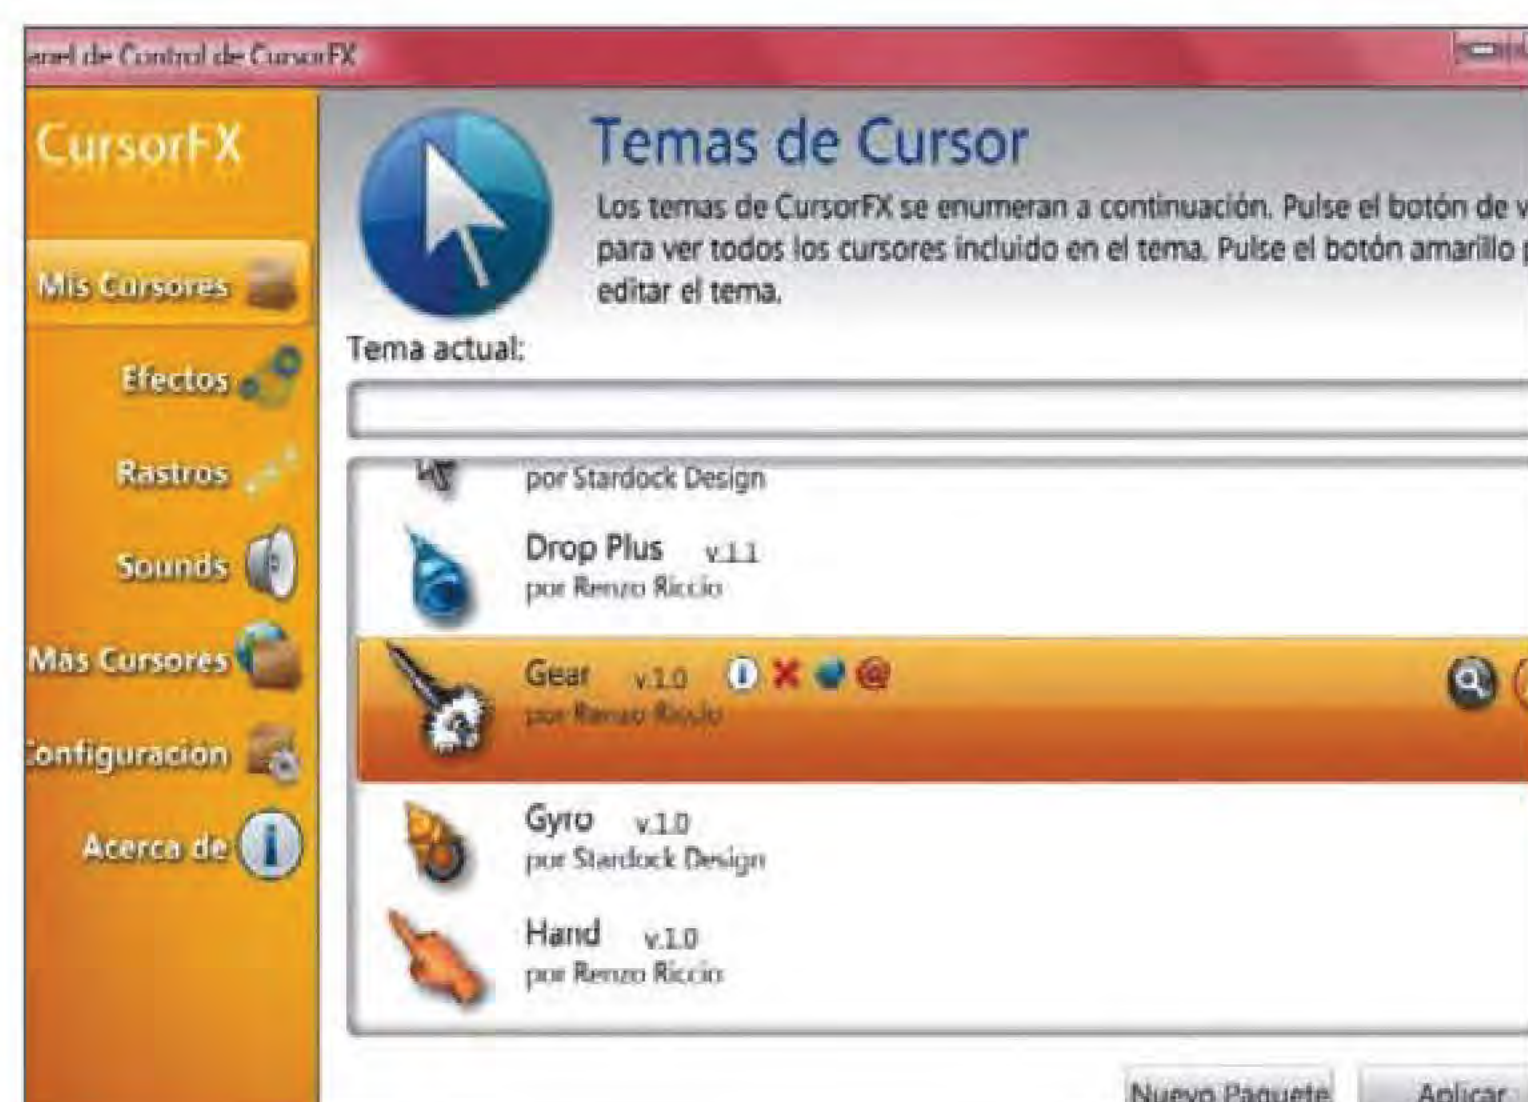 anel de Control de CursorFX
CursorFX
Mis Cursores
Efectos
Rastros
Sounds
Más Cursores
Configuración
Acerca de
Temas de Cursor
Los temas de CursorFX se enumeran a continuación. Pulse el botón de v
para ver todos los cursores incluido en el tema. Pulse el botón amarillo p
editar el tema.
Tema actual:
por Stardock Design
Drop Plus v.1.1
por Renzo Riccio
Gear v.1.0
por Renzo Riccio
Gyro v.1.0
por Stardock Design
Hand v.1.0
por Renzo Riccio
Nuevo Paquete
Aplicar